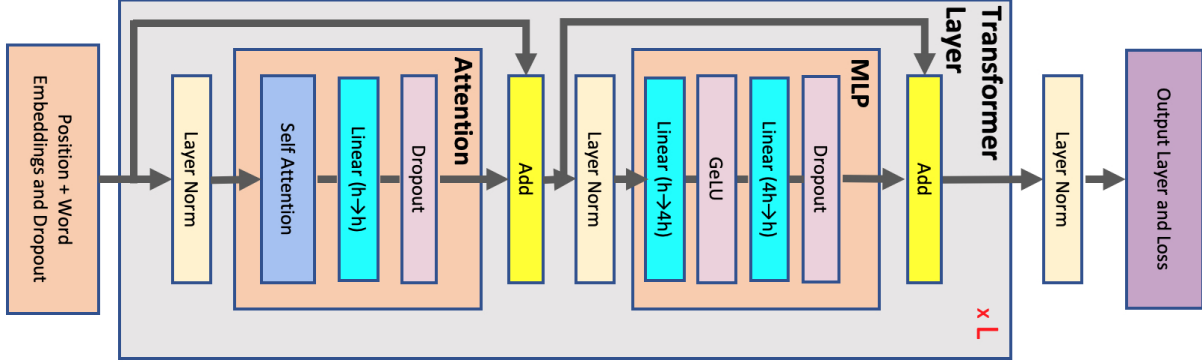 Position + Word
Embeddings and Dropout
Layer Norm
Attention
Self Attention
Linear (h→h)
Dropout
Add
Layer Norm
MLP
Linear (h→4h)
GeLU
Linear (4h→h)
Dropout
Add
Transformer
Layer
x L
Layer Norm
Output Layer and Loss